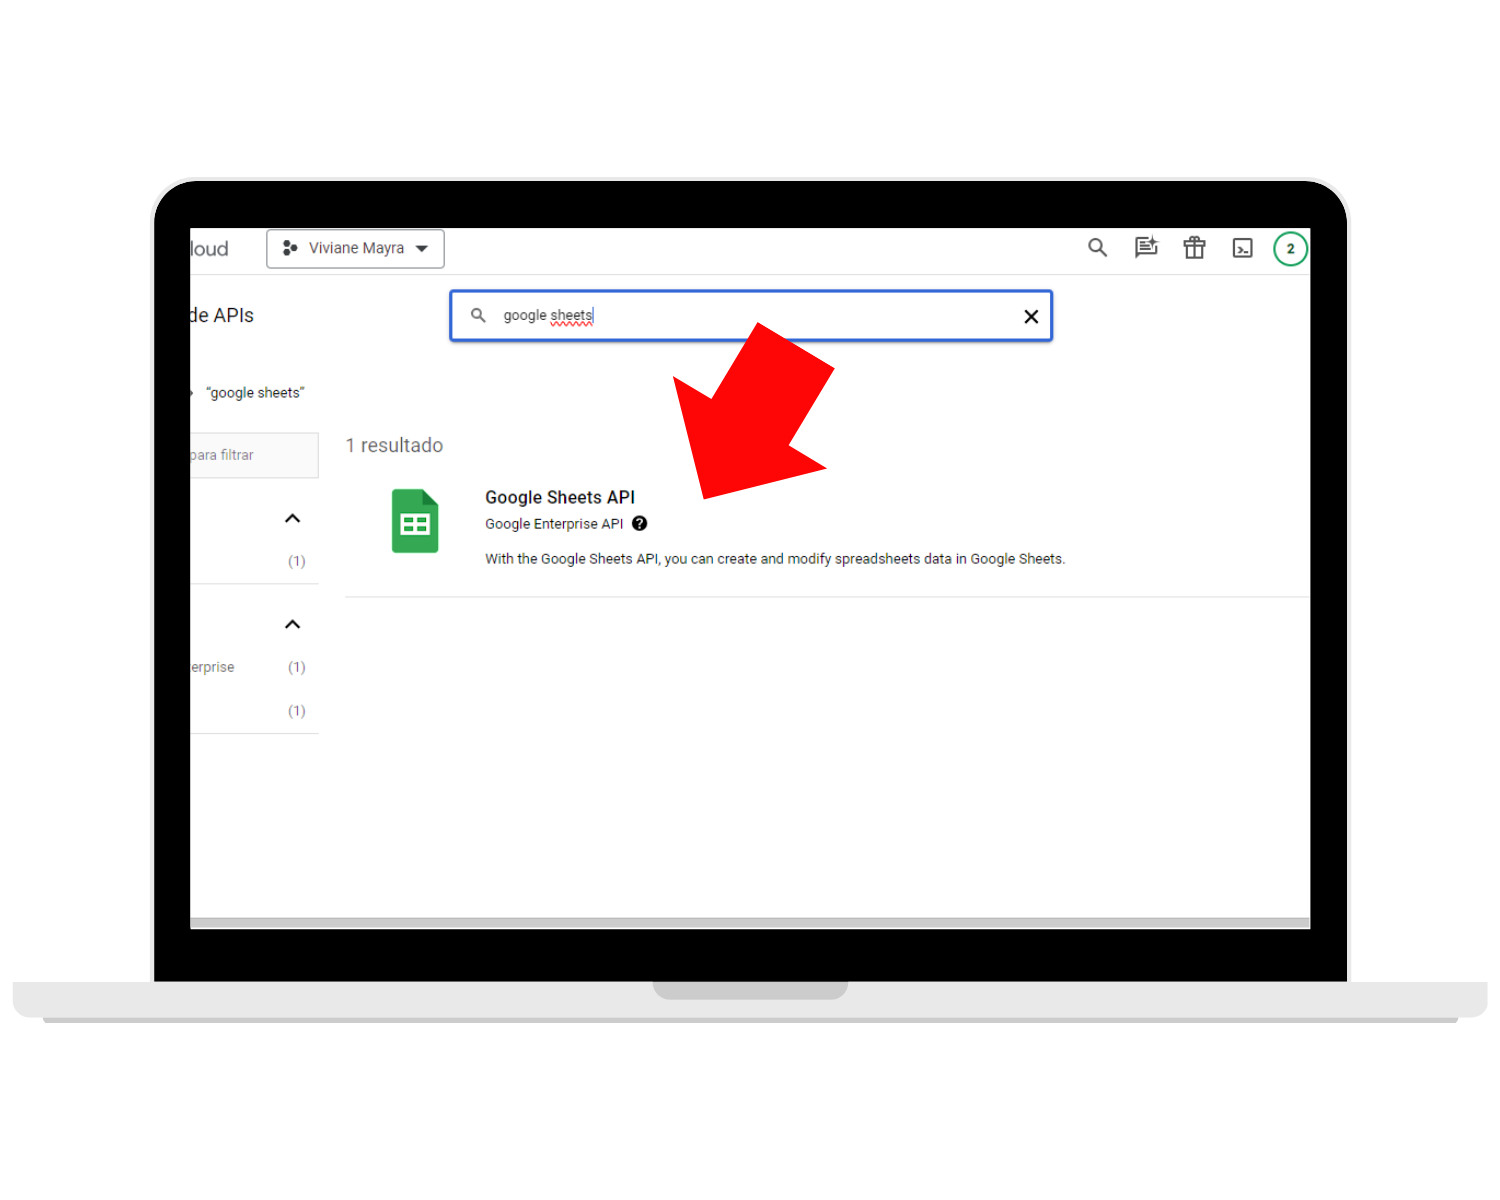 loud
Viviane Mayra
2
de APIs
google sheets
"google sheets"
para filtrar
1 resultado
Google Sheets API
Google Enterprise API
With the Google Sheets API, you can create and modify spreadsheets data in Google Sheets.
(1)
erprise (1)
(1)